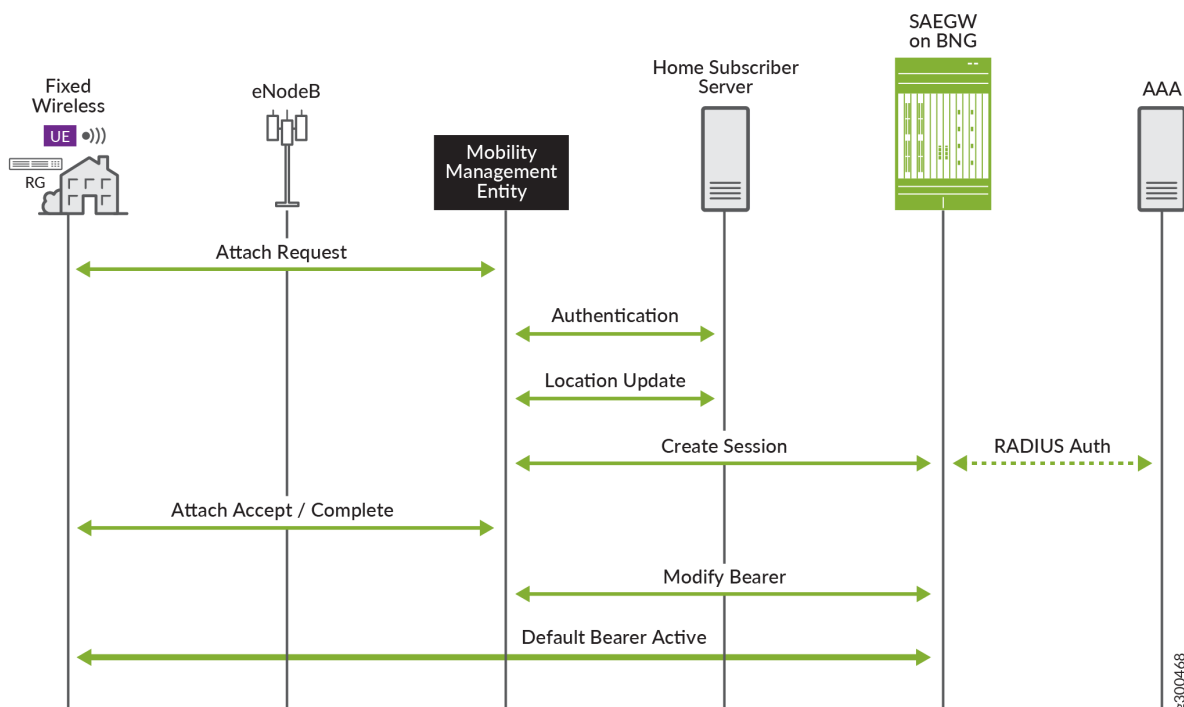 SAEGW
on BNG
Home Subscriber
Server
Fixed
Wireless
eNodeB
AAA
UE
RG
Mobility
Management
Entity
Attach Request
Authentication
Location Update
Create Session
RADIUS Auth
Attach Accept / Complete
Modify Bearer
Default Bearer Active
g300468